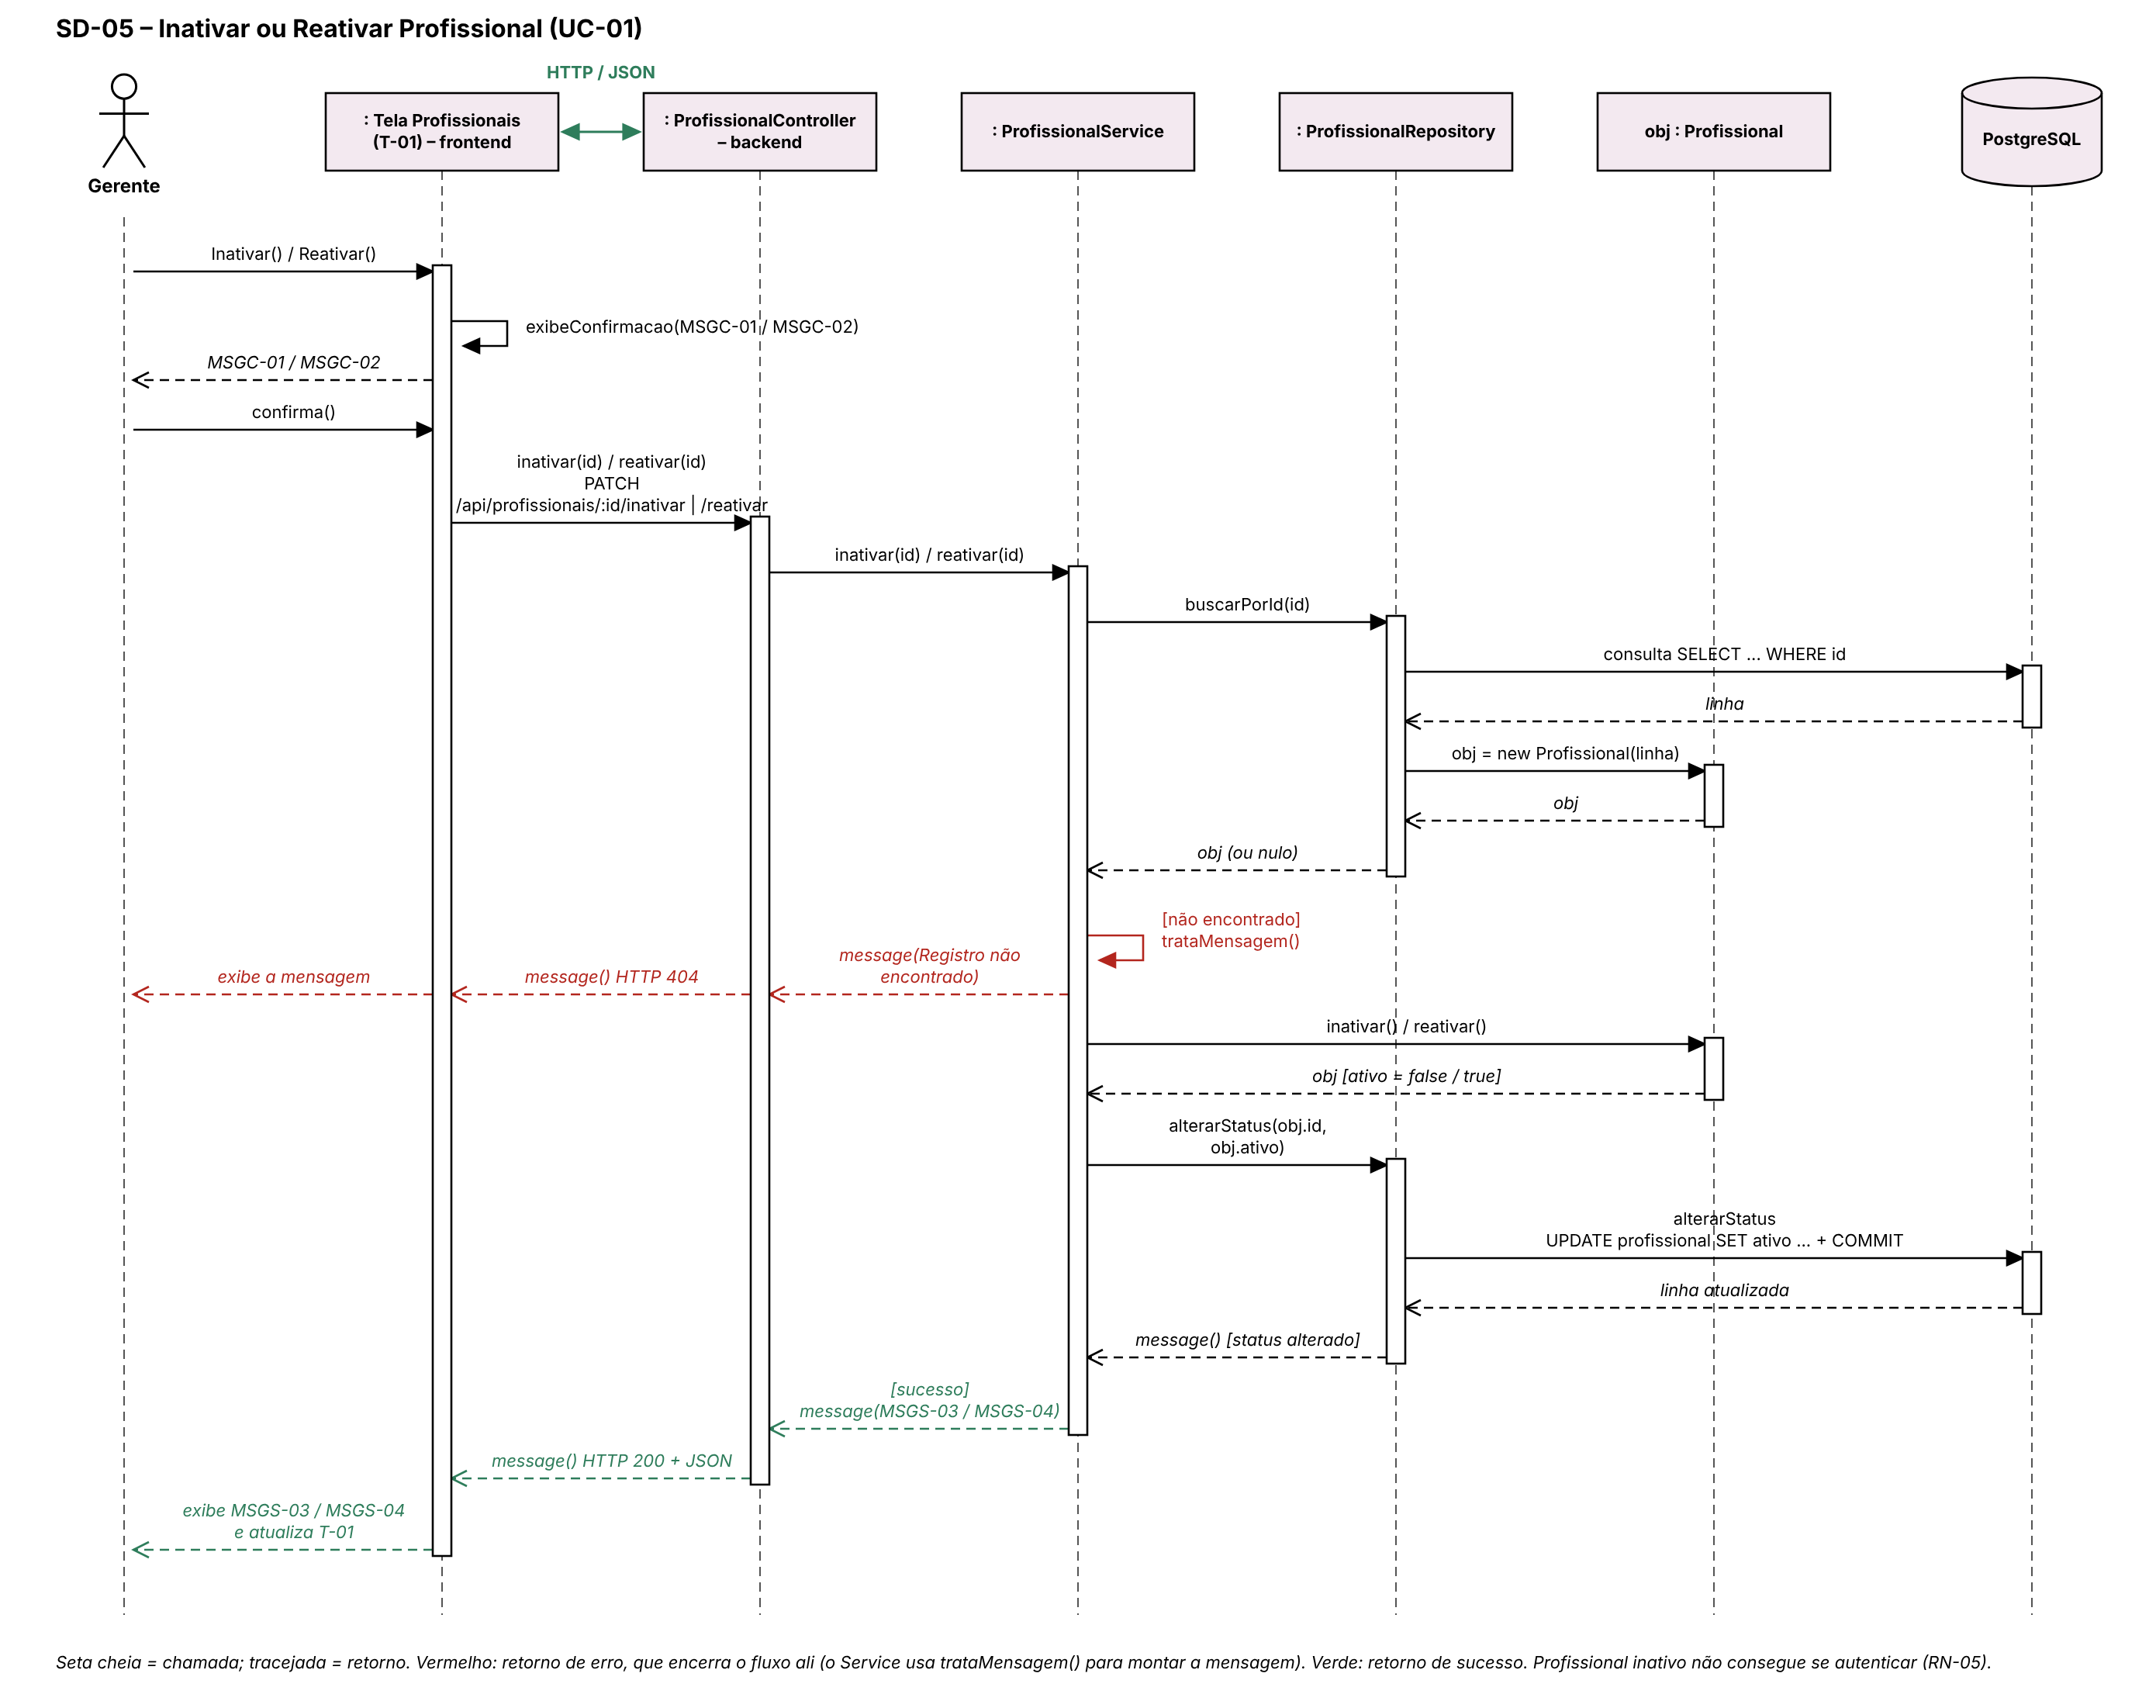 SD-05 – Inativar ou Reativar Profissional (UC-01)
HTTP / JSON
Gerente
: Tela Profissionais
(T-01) – frontend
: ProfissionalController
– backend
: ProfissionalService
: ProfissionalRepository
obj : Profissional
PostgreSQL
Inativar() / Reativar()
exibeConfirmacao(MSGC-01 / MSGC-02)
MSGC-01 / MSGC-02
confirma()
inativar(id) / reativar(id)
PATCH
/api/profissionais/:id/inativar | /reativar
inativar(id) / reativar(id)
buscarPorId(id)
consulta SELECT ... WHERE id
linha
obj = new Profissional(linha)
obj
obj (ou nulo)
[não encontrado]
trataMensagem()
message(Registro não
encontrado)
message() HTTP 404
exibe a mensagem
inativar() / reativar()
obj [ativo = false / true]
alterarStatus(obj.id,
obj.ativo)
alterarStatus
UPDATE profissional SET ativo ... + COMMIT
linha atualizada
message() [status alterado]
[sucesso]
message(MSGS-03 / MSGS-04)
message() HTTP 200 + JSON
exibe MSGS-03 / MSGS-04
e atualiza T-01
Seta cheia = chamada; tracejada = retorno. Vermelho: retorno de erro, que encerra o fluxo ali (o Service usa trataMensagem() para montar a mensagem). Verde: retorno de sucesso. Profissional inativo não consegue se autenticar (RN-05).